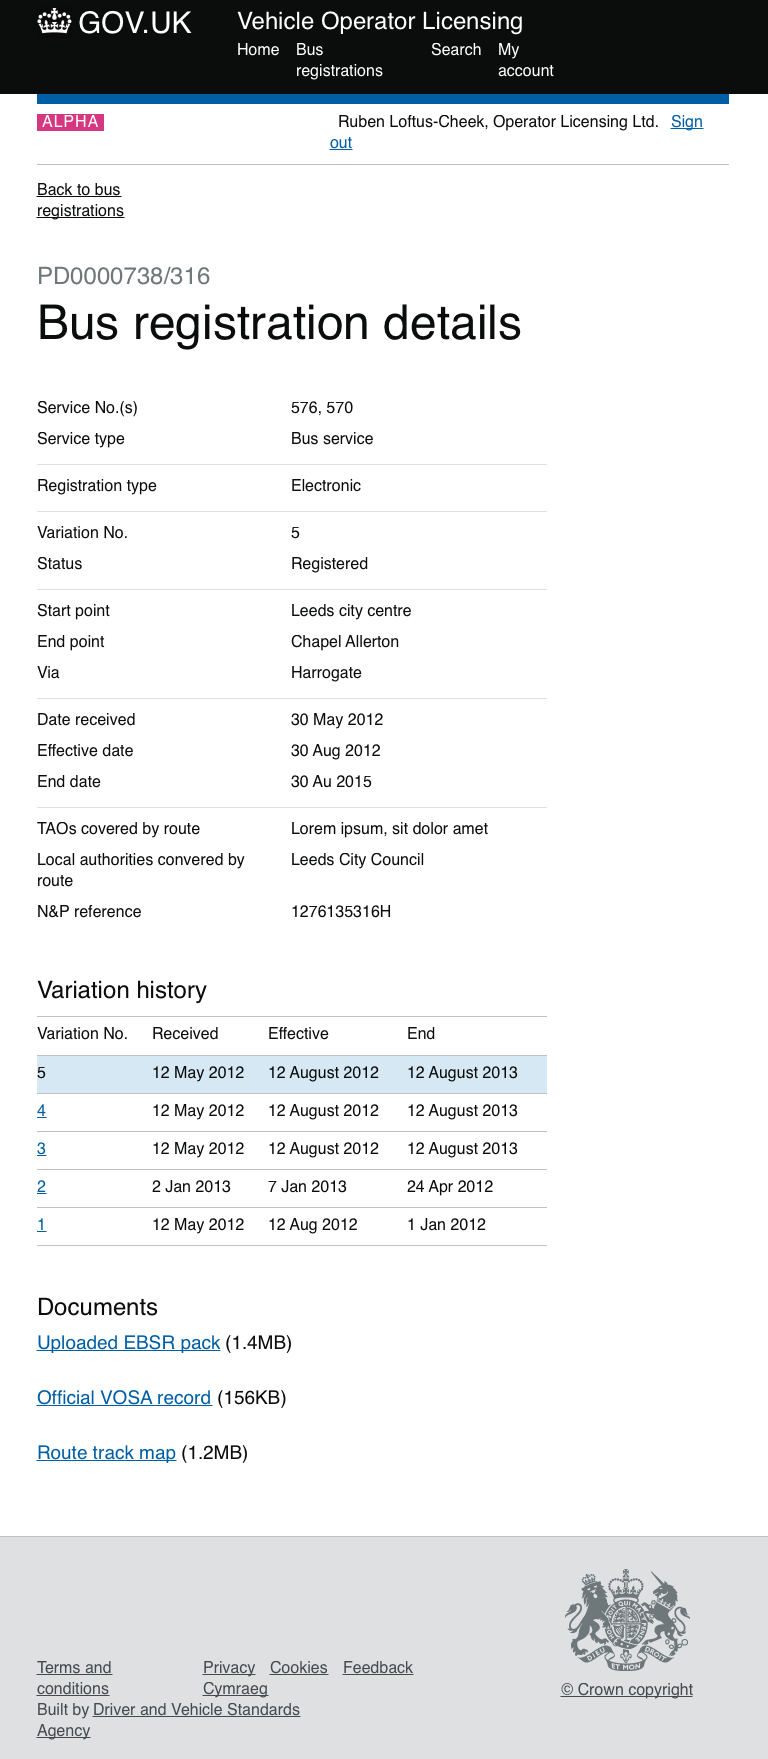 GOV.UK
Vehicle Operator Licensing
Home Bus registrations Search My account
ALPHA
Ruben Loftus-Cheek, Operator Licensing Ltd. Sign out
Back to bus
registrations
PD0000738/316
Bus registration details
Service No.(s) 576, 570
Service type Bus service
Registration type Electronic
Variation No. 5
Status Registered
Start point Leeds city centre
End point Chapel Allerton
Via Harrogate
Date received 30 May 2012
Effective date 30 Aug 2012
End date 30 Au 2015
TAOs covered by route Lorem ipsum, sit dolor amet
Local authorities convered by route Leeds City Council
N&P reference 1276135316H
Variation history
Variation No. Received Effective End
5 12 May 2012 12 August 2012 12 August 2013
4 12 May 2012 12 August 2012 12 August 2013
3 12 May 2012 12 August 2012 12 August 2013
2 2 Jan 2013 7 Jan 2013 24 Apr 2012
1 12 May 2012 12 Aug 2012 1 Jan 2012
Documents
Uploaded EBSR pack (1.4MB)
Official VOSA record (156KB)
Route track map (1.2MB)
Terms and conditions Privacy Cookies Feedback
Cymraeg
Built by Driver and Vehicle Standards
Agency
© Crown copyright